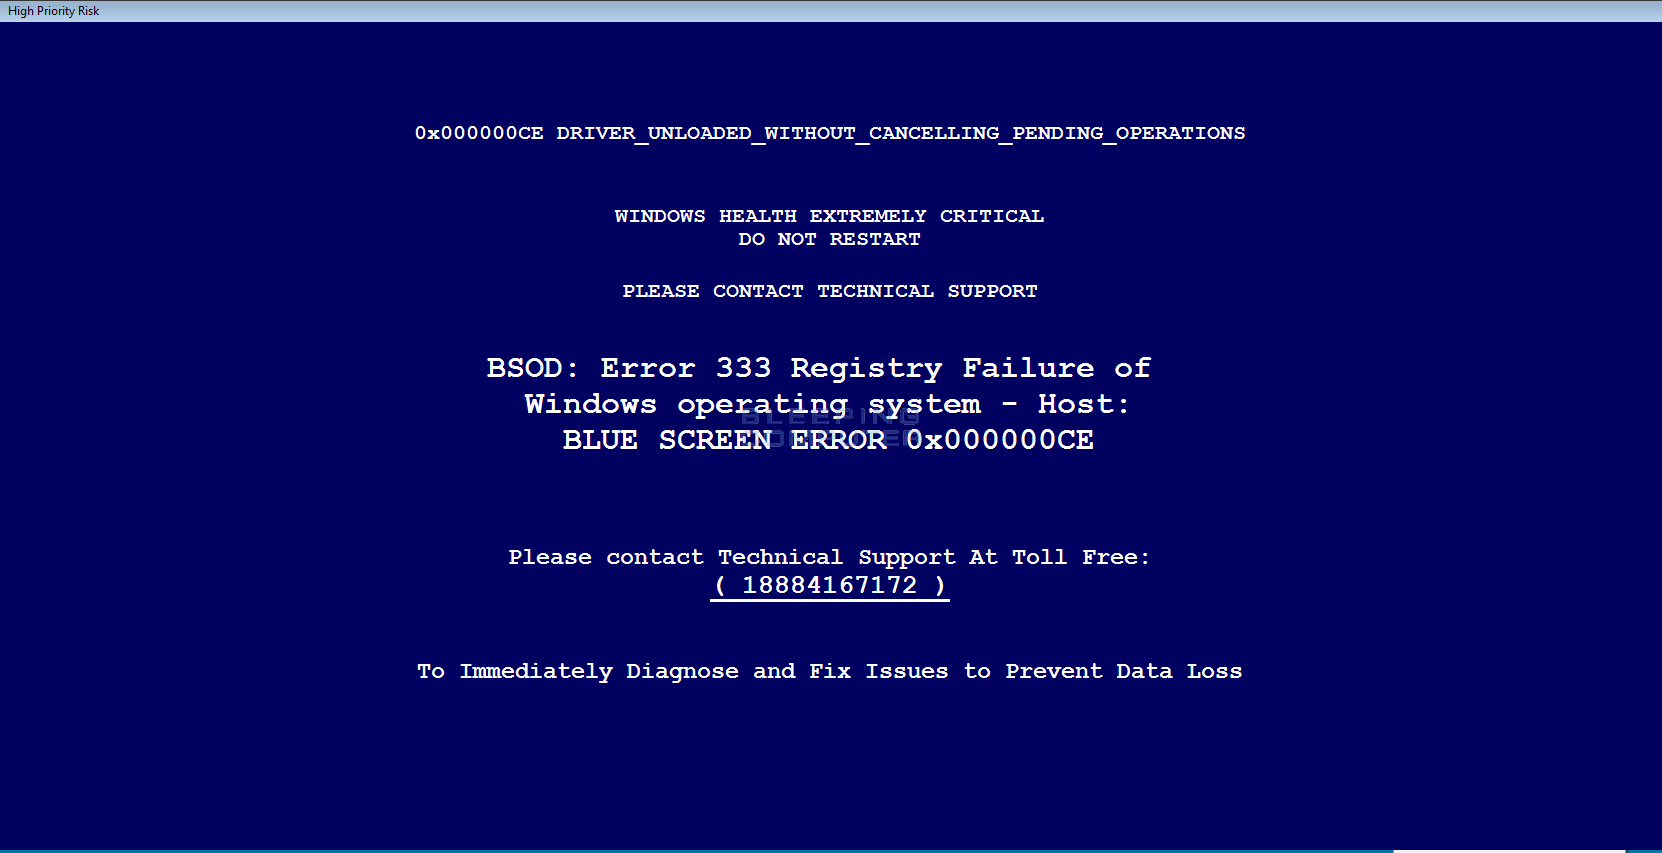 High Priority Risk
0x000000CE DRIVER_UNLOADED_WITHOUT_CANCELLING_PENDING_OPERATIONS
WINDOWS HEALTH EXTREMELY CRITICAL
DO NOT RESTART
PLEASE CONTACT TECHNICAL SUPPORT
BSOD: Error 333 Registry Failure of
Windows operating system - Host:
BLEEPING
BLUE SCREEN ERROR 0x000000CE
COMPUTER
Please contact Technical Support At Toll Free:
( 18884167172 )
To Immediately Diagnose and Fix Issues to Prevent Data Loss